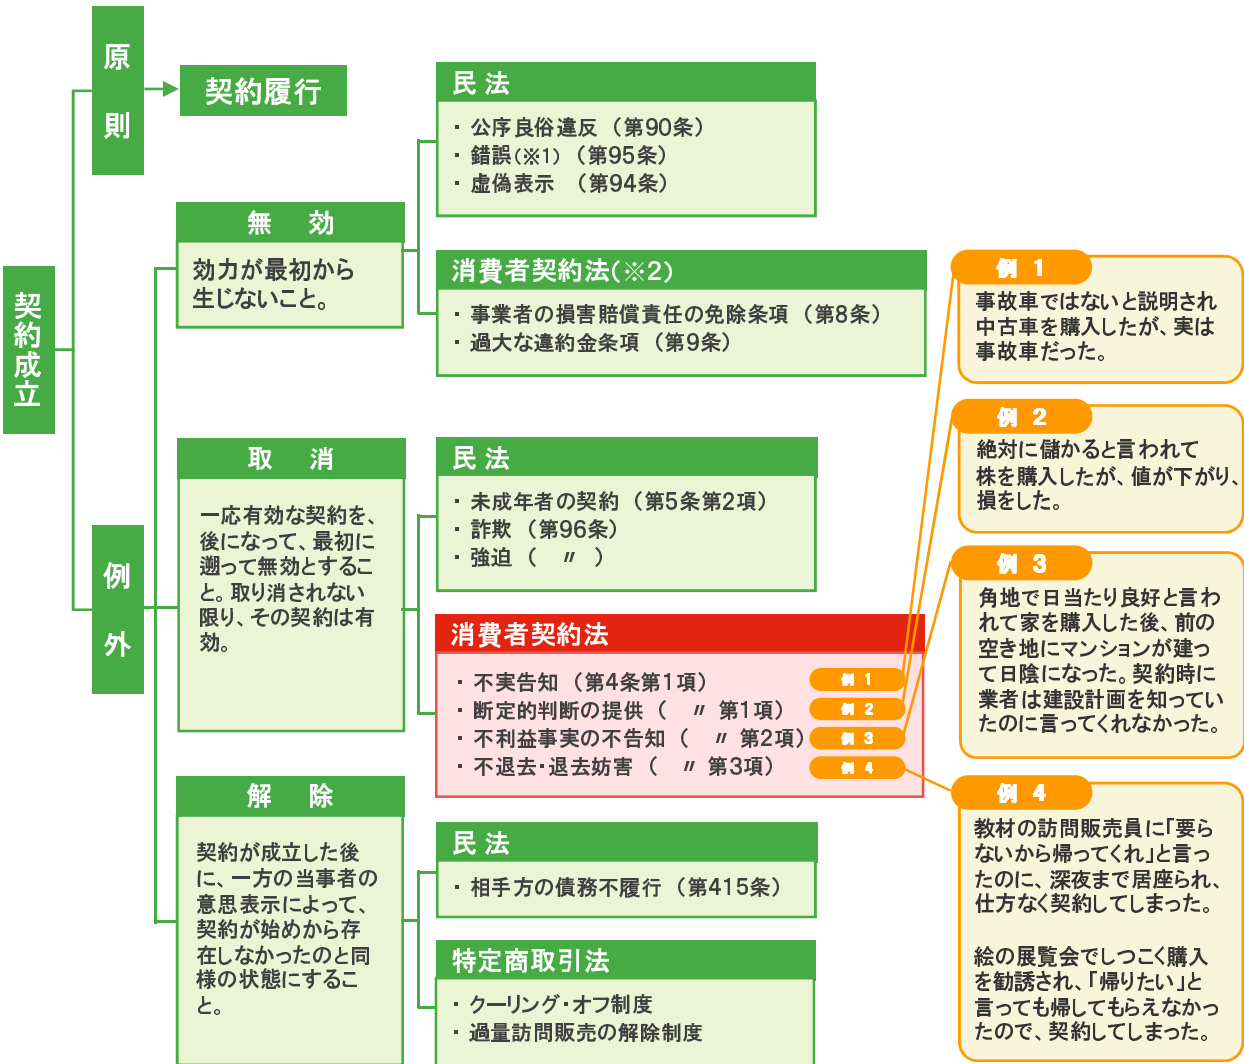 契約成立
原則
契約履行
例外
無効
効力が最初から
生じないこと。
民法
・公序良俗違反（第90条）
・錯誤(※1)（第95条）
・虚偽表示　（第94条）
消費者契約法(※2)
・事業者の損害賠償責任の免除条項（第8条）
・過大な違約金条項（第9条）
取消
一応有効な契約を、
後になって、最初に
遡って無効とするこ
と。取り消されない
限り、その契約は有
効。
民法
・未成年者の契約（第5条第2項）
・詐欺（第96条）
・強迫（　〃　）
消費者契約法
・不実告知（第4条第1項）　例 1
・断定的判断の提供（　〃 第1項）　例 2
・不利益事実の不告知（　〃 第2項）　例 3
・不退去・退去妨害（　〃 第3項）　例 4
解除
契約が成立した後
に、一方の当事者の
意思表示によって、
契約が始めから存
在しなかったのと同
様の状態にするこ
と。
民法
・相手方の債務不履行（第415条）
特定商取引法
・クーリング・オフ制度
・過量訪問販売の解除制度
例 1
事故車ではないと説明され
中古車を購入したが、実は
事故車だった。
例 2
絶対に儲かると言われて
株を購入したが、値が下がり、
損をした。
例 3
角地で日当たり良好と言わ
れて家を購入した後、前の
空き地にマンションが建っ
て日陰になった。契約時に
業者は建設計画を知ってい
たのに言ってくれなかった。
例 4
教材の訪問販売員に「要ら
ないから帰ってくれ」と言っ
たのに、深夜まで居座られ、
仕方なく契約してしまった。
絵の展覧会でしつこく購入
を勧誘され、「帰りたい」と
言っても帰してもらえなかっ
たので、契約してしまった。